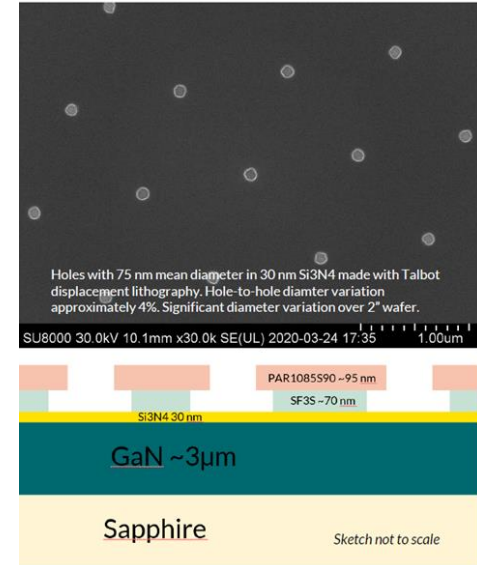 Holes with 75 nm mean diameter in 30 nm Si3N4 made with Talbot
displacement lithography. Hole-to-hole diamter variation
approximately 4%. Significant diameter variation over 2” wafer.
SU8000 30.0kV 10.1mm x30.0k SE(UL) 2020-03-24 17:35 1.00um
PAR1085S90 ~95 nm
SF3S ~70 nm
Si3N4 30 nm
GaN ~3μm
Sapphire
Sketch not to scale